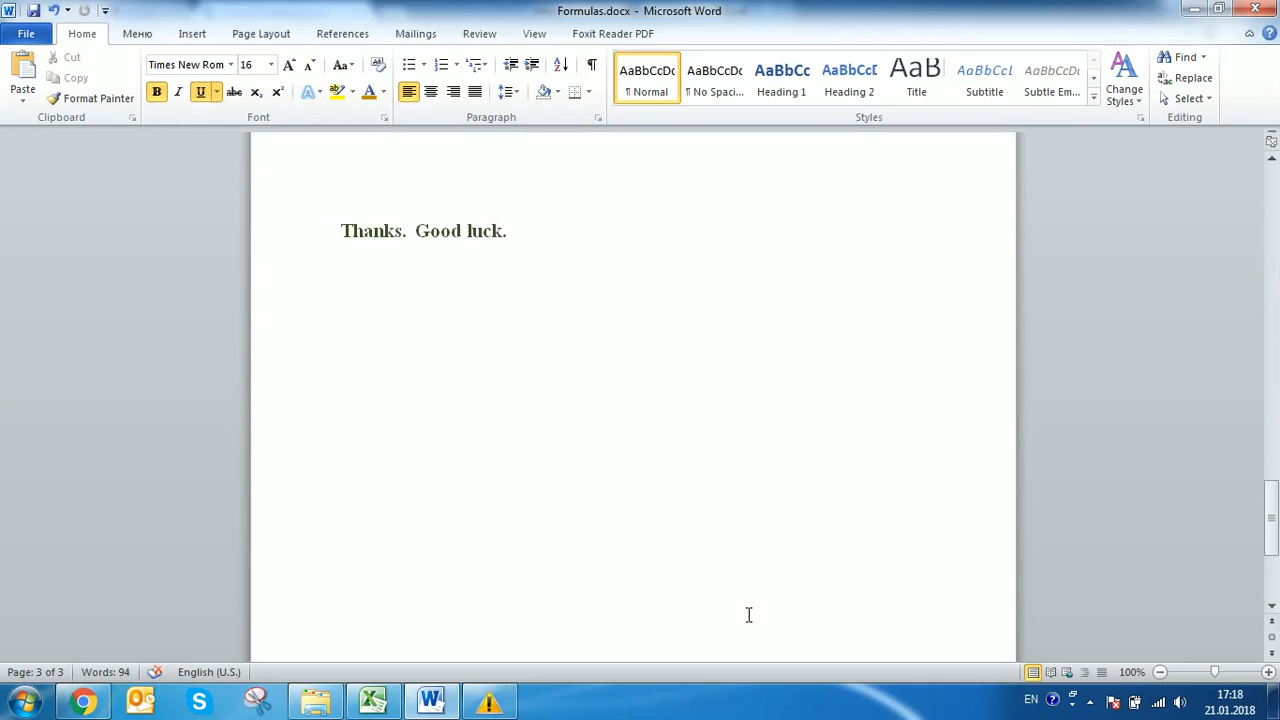 Formulas.docx - Microsoft Word
File Home Меню Insert Page Layout References Mailings Review View Foxit Reader PDF
Paste
Cut
Copy
Format Painter
Clipboard
Times New Rom 16
Font
Paragraph
AaBbCcDc AaBbCcDc AaBbCc AaBbCcD AaB AaBbCcL AaBbCcDc
¶ Normal ¶ No Spaci... Heading 1 Heading 2 Title Subtitle Subtle Em...
Change Styles
Styles
Find
Replace
Select
Editing
Thanks. Good luck.
Page: 3 of 3 Words: 94 English (U.S.) 100%
EN 17:18
21.01.2018